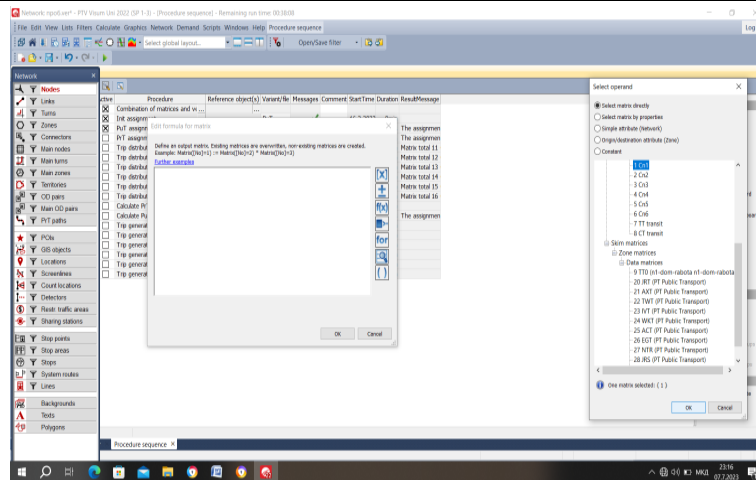 Network: npo6.ver* - PTV Visum Uni 2022 (SP 1-3) - [Procedure sequence] - Remaining run time: 00:38:08
File Edit View Lists Filters Calculate Graphics Network Demand Scripts Windows Help Procedure sequence
Log
Select global layout...
Open/Save filter
Network
Nodes
Links
Turns
Zones
Connectors
Main nodes
Main turns
Main zones
Territories
OD pairs
Main OD pairs
PrT paths
POIs
GIS objects
Locations
Screenlines
Count locations
Detectors
Restr. traffic areas
Sharing stations
Stop points
Stop areas
Stops
System routes
Lines
Backgrounds
Texts
Polygons
ctive Procedure Reference object(s) Variant/file Messages Comment StartTime Duration ResultMessage
Combination of matrices and ve ... ...
Init assignm
PuT assignm The assignmen
PrT assignm The assignmen
Trip distribut Matrix total 11
Trip distribut Matrix total 12
Trip distribut Matrix total 13
Trip distribut Matrix total 14
Trip distribut Matrix total 15
Trip distribut Matrix total 16
Calculate Pr
Calculate Pu The assignmen
Trip generat
Trip generat
Trip generat
Trip generat
Trip generat
Edit formula for matrix
Define an output matrix. Existing matrices are overwritten, non-existing matrices are created.
Example: Matrix([No]=1) := Matrix([No]=2) * Matrix([No]=3)
Further examples
[X]
±
f(x)
for
( )
OK Cancel
Select operand
Select matrix directly
Select matrix by properties
Simple attribute (Network)
Origin/destination attribute (Zone)
Constant
1 Cn1
2 Cn2
3 Cn3
4 Cn4
5 Cn5
6 Cn6
7 TT transit
8 CT transit
Skim matrices
Zone matrices
Data matrices
9 TT0 (n1-dom-rabota n1-dom-rabota
20 JRT (PT Public Transport)
21 AXT (PT Public Transport)
22 TWT (PT Public Transport)
23 IVT (PT Public Transport)
24 WKT (PT Public Transport)
25 ACT (PT Public Transport)
26 EGT (PT Public Transport)
27 NTR (PT Public Transport)
28 JRS (PT Public Transport)
One matrix selected: ( 1 )
OK Cancel
Procedure sequence
МКД
23:16
07.7.2023